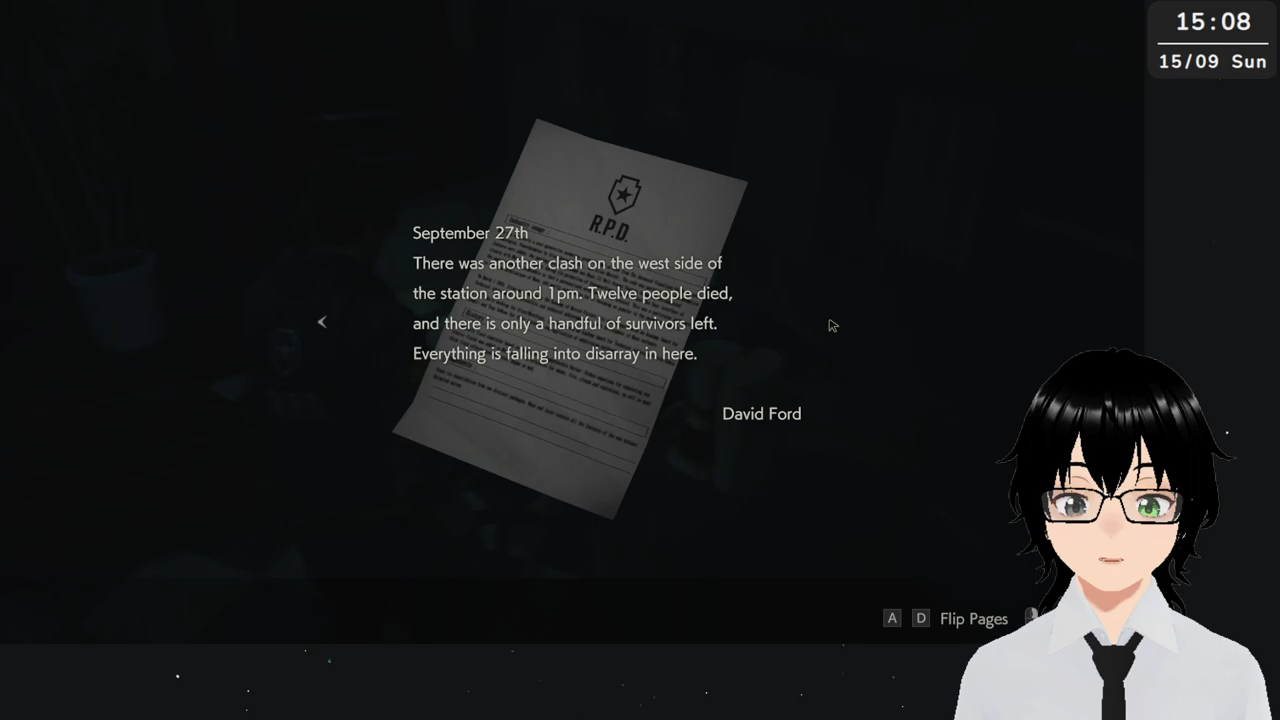 15:08
15/09 Sun
R.P.D.
September 27th
There was another clash on the west side of
the station around 1pm. Twelve people died,
and there is only a handful of survivors left.
Everything is falling into disarray in here.
David Ford
A D Flip Pages